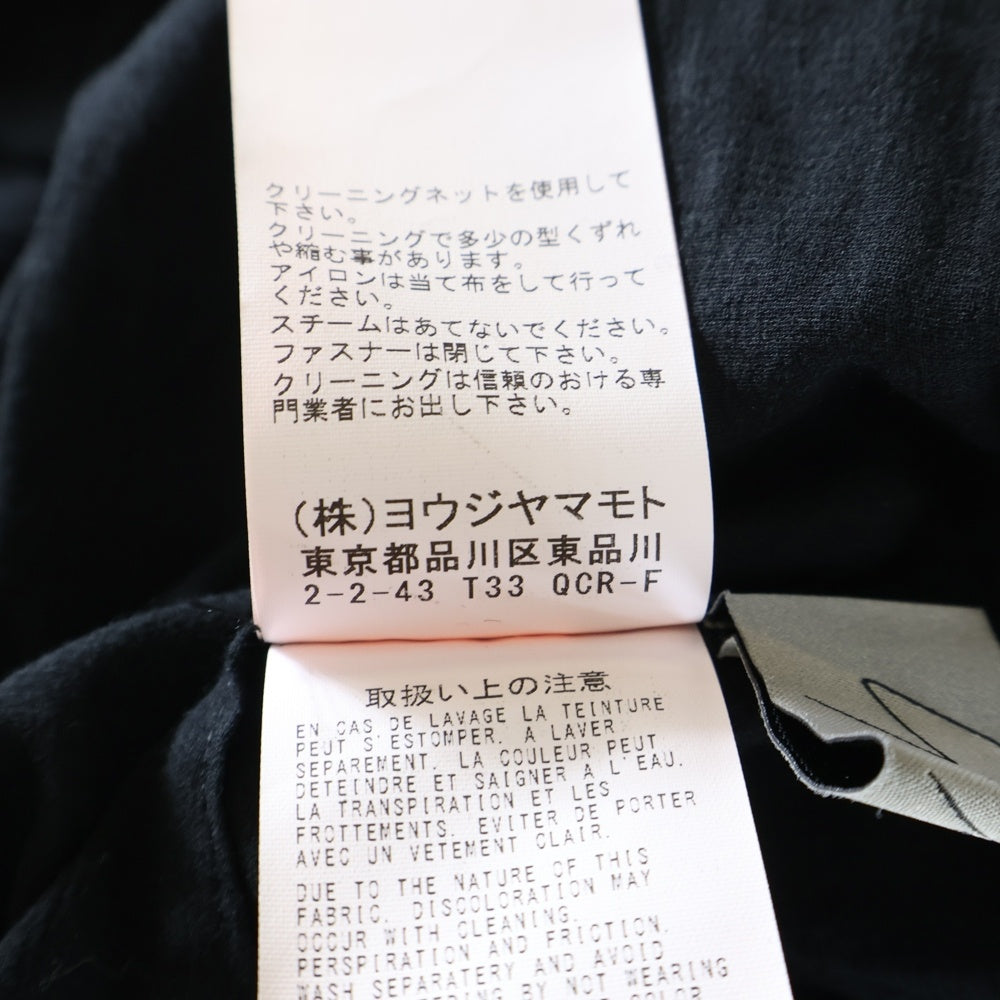 クリーニングネットを使用して
下さい。
クリーニングで多少の型くずれ
や縮む事があります。
アイロンは当て布をして行って
ください。
スチームはあてないでください。
ファスナーは閉じて下さい。
クリーニングは信頼のおける専
門業者にお出し下さい。
(株)ヨウジヤマモト
東京都品川区東品川
2-2-43 T33 QCR-F
取扱い上の注意
EN CAS DE LAVAGE LA TEINTURE
PEUT S'ESTOMPER. A LAVER
SEPAREMENT. LA COULEUR PEUT
DETEINDRE ET SAIGNER A L'EAU.
LA TRANSPIRATION ET LES
FROTTEMENTS. EVITER DE PORTER
AVEC UN VETEMENT CLAIR.
DUE TO THE NATURE OF THIS
FABRIC. DISCOLORATION MAY
OCCUR WITH CLEANING.
PERSPIRATION AND FRICTION.
WASH SEPARATERY AND AVOID
BY NOT WEARING
COLOR